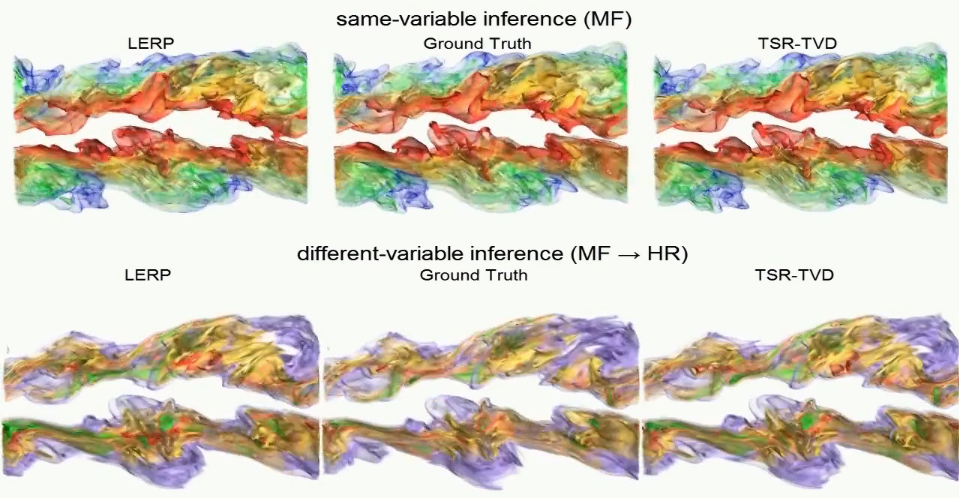 same-variable inference (MF)
LERP Ground Truth TSR-TVD
different-variable inference (MF → HR)
LERP Ground Truth TSR-TVD